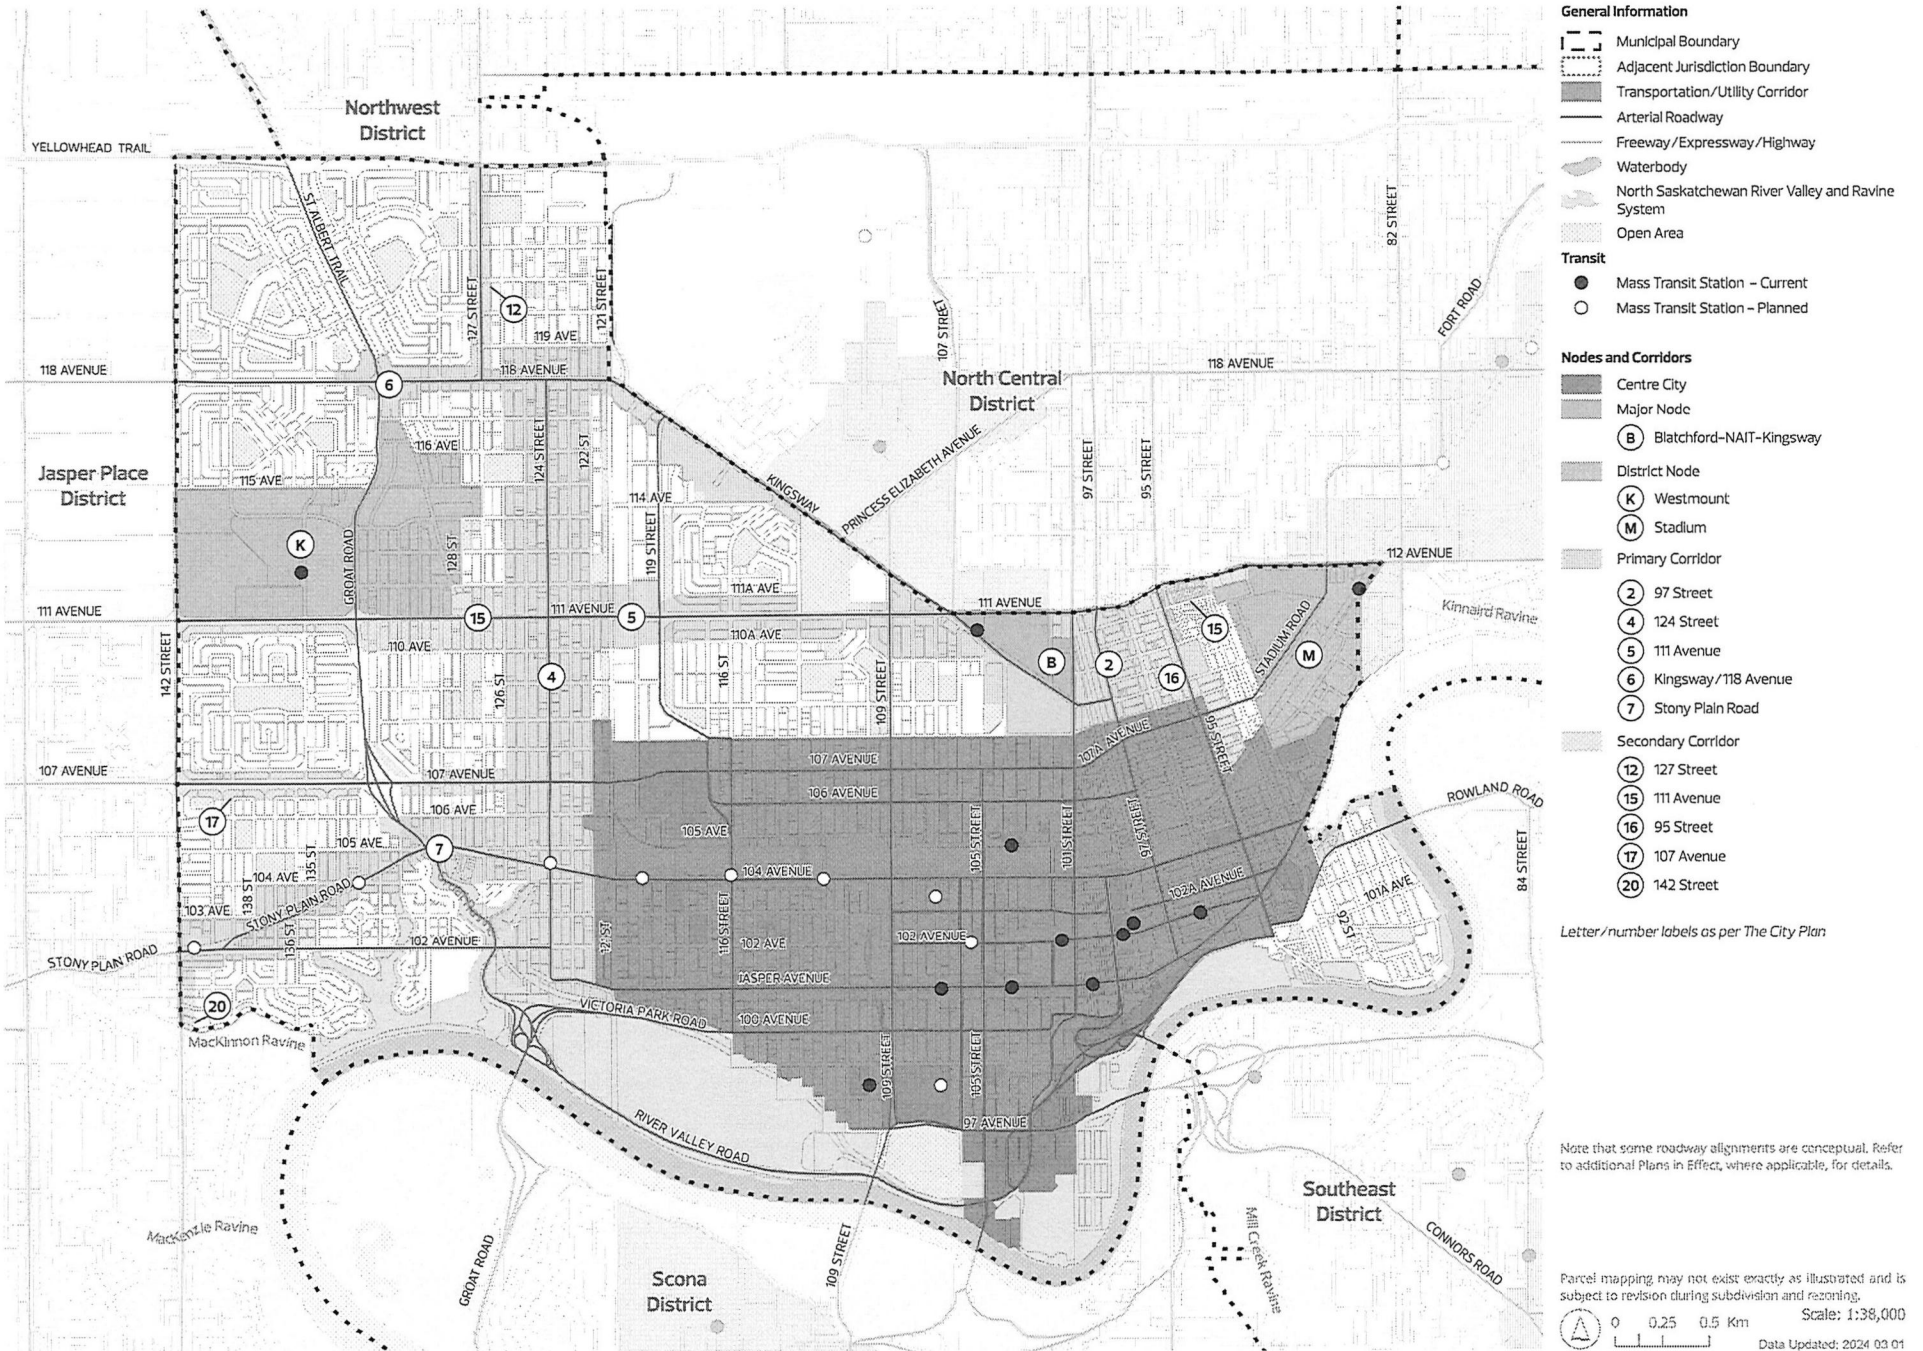 Northwest
District
YELLOWHEAD TRAIL
ST. ALBERT TRAIL
127 STREET
12
121 STREET
119 AVE
118 AVENUE
6
118 AVENUE
82 STREET
FORT ROAD
107 STREET
118 AVENUE
North Central
District
Jasper Place
District
116 AVE
124 STREET
122 ST
115 AVE
114 AVE
KINGSWAY
PRINCESS ELIZABETH AVENUE
97 STREET
95 STREET
K
GROAT ROAD
128 ST
119 STREET
111A AVE
112 AVENUE
111 AVENUE
15
111 AVENUE
5
111 AVENUE
Kinnaird Ravine
142 STREET
110 AVE
110A AVE
15
STADIUM ROAD
M
B
2
16
4
126 ST
116 ST
109 STREET
95 STREET
107A AVENUE
107 AVENUE
107 AVENUE
107 AVENUE
106 AVE
106 AVENUE
ROWLAND ROAD
17
7
105 AVE
105 AVE
105 STREET
101 STREET
97 STREET
84 STREET
135 ST
104 AVE
104 AVENUE
102A AVENUE
101A AVE
138 ST
103 AVE
STONY PLAIN ROAD
92 ST
136 ST
102 AVENUE
121 ST
116 STREET
102 AVE
102 AVENUE
STONY PLAIN ROAD
JASPER AVENUE
20
VICTORIA PARK ROAD
100 AVENUE
MacKinnon Ravine
109 STREET
105 STREET
97 AVENUE
RIVER VALLEY ROAD
MacKenzie Ravine
GROAT ROAD
109 STREET
Scona
District
Southeast
District
Mill Creek Ravine
CONNORS ROAD
General Information
Municipal Boundary
Adjacent Jurisdiction Boundary
Transportation/Utility Corridor
Arterial Roadway
Freeway/Expressway/Highway
Waterbody
North Saskatchewan River Valley and Ravine
System
Open Area
Transit
Mass Transit Station – Current
Mass Transit Station – Planned
Nodes and Corridors
Centre City
Major Node
B Blatchford-NAIT-Kingsway
District Node
K Westmount
M Stadium
Primary Corridor
2 97 Street
4 124 Street
5 111 Avenue
6 Kingsway/118 Avenue
7 Stony Plain Road
Secondary Corridor
12 127 Street
15 111 Avenue
16 95 Street
17 107 Avenue
20 142 Street
Letter/number labels as per The City Plan
Note that some roadway alignments are conceptual. Refer
to additional Plans in Effect, where applicable, for details.
Parcel mapping may not exist exactly as illustrated and is
subject to revision during subdivision and rezoning.
Scale: 1:38,000
0 0.25 0.5 Km
Data Updated: 2024 03 01